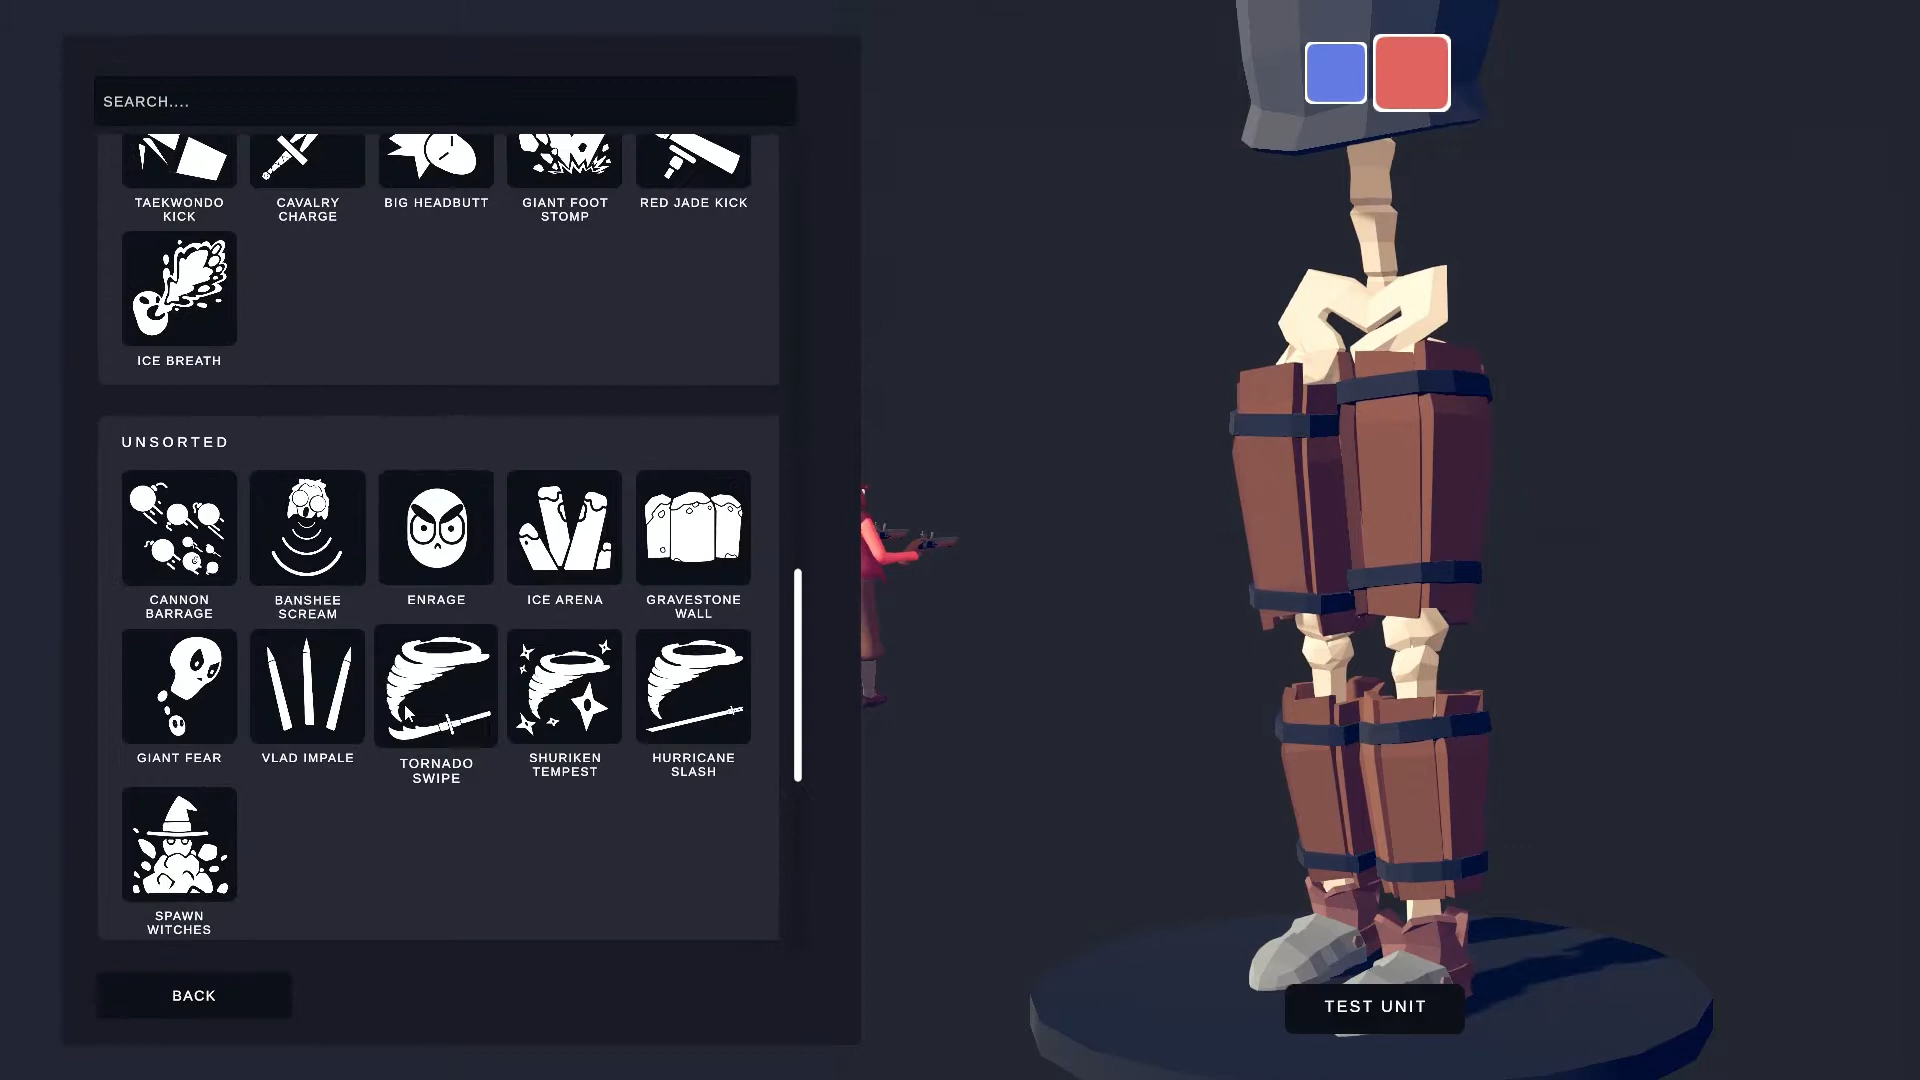 SEARCH....
TAEKWONDO
KICK
CAVALRY
CHARGE
BIG HEADBUTT
GIANT FOOT
STOMP
RED JADE KICK
ICE BREATH
UNSORTED
CANNON
BARRAGE
BANSHEE
SCREAM
ENRAGE
ICE ARENA
GRAVESTONE
WALL
GIANT FEAR
VLAD IMPALE
TORNADO
SWIPE
SHURIKEN
TEMPEST
HURRICANE
SLASH
SPAWN
WITCHES
BACK
TEST UNIT